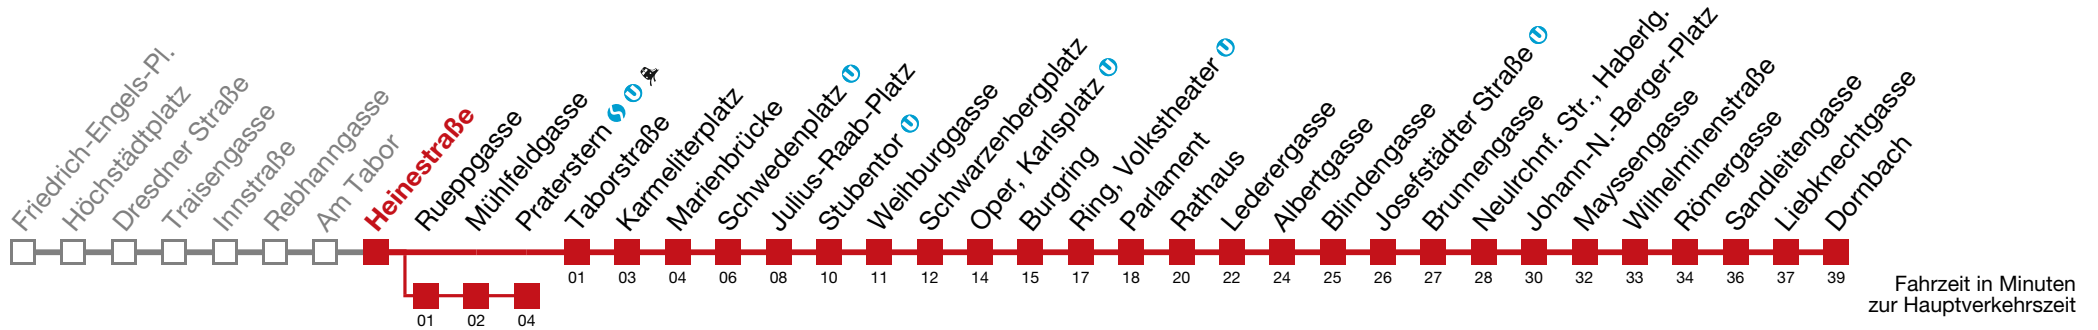 Friedrich-Engels-Pl.
Höchstädtplatz
Dresdner Straße
Traisengasse
Innstraße
Rebhanngasse
Am Tabor
Heinestraße
Rueppgasse
Mühlfeldgasse
Praterstern
Taborstraße
Karmeliterplatz
Marienbrücke
Schwedenplatz
Julius-Raab-Platz
Stubentor
Weihburggasse
Schwarzenbergplatz
Oper, Karlsplatz
Burgring
Ring, Volkstheater
Parlament
Rathaus
Lederergasse
Albertgasse
Blindengasse
Josefstädter Straße
Brunnengasse
Neulrchnf. Str., Haberlg.
Johann-N.-Berger-Platz
Mayssengasse
Wilhelminenstraße
Römergasse
Sandleitengasse
Liebknechtgasse
Dornbach
01 03 04 06 08 10 11 12 14 15 17 18 20 22 24 25 26 27 28 30 32 33 34 36 37 39
01 02 04
Fahrzeit in Minuten
zur Hauptverkehrszeit